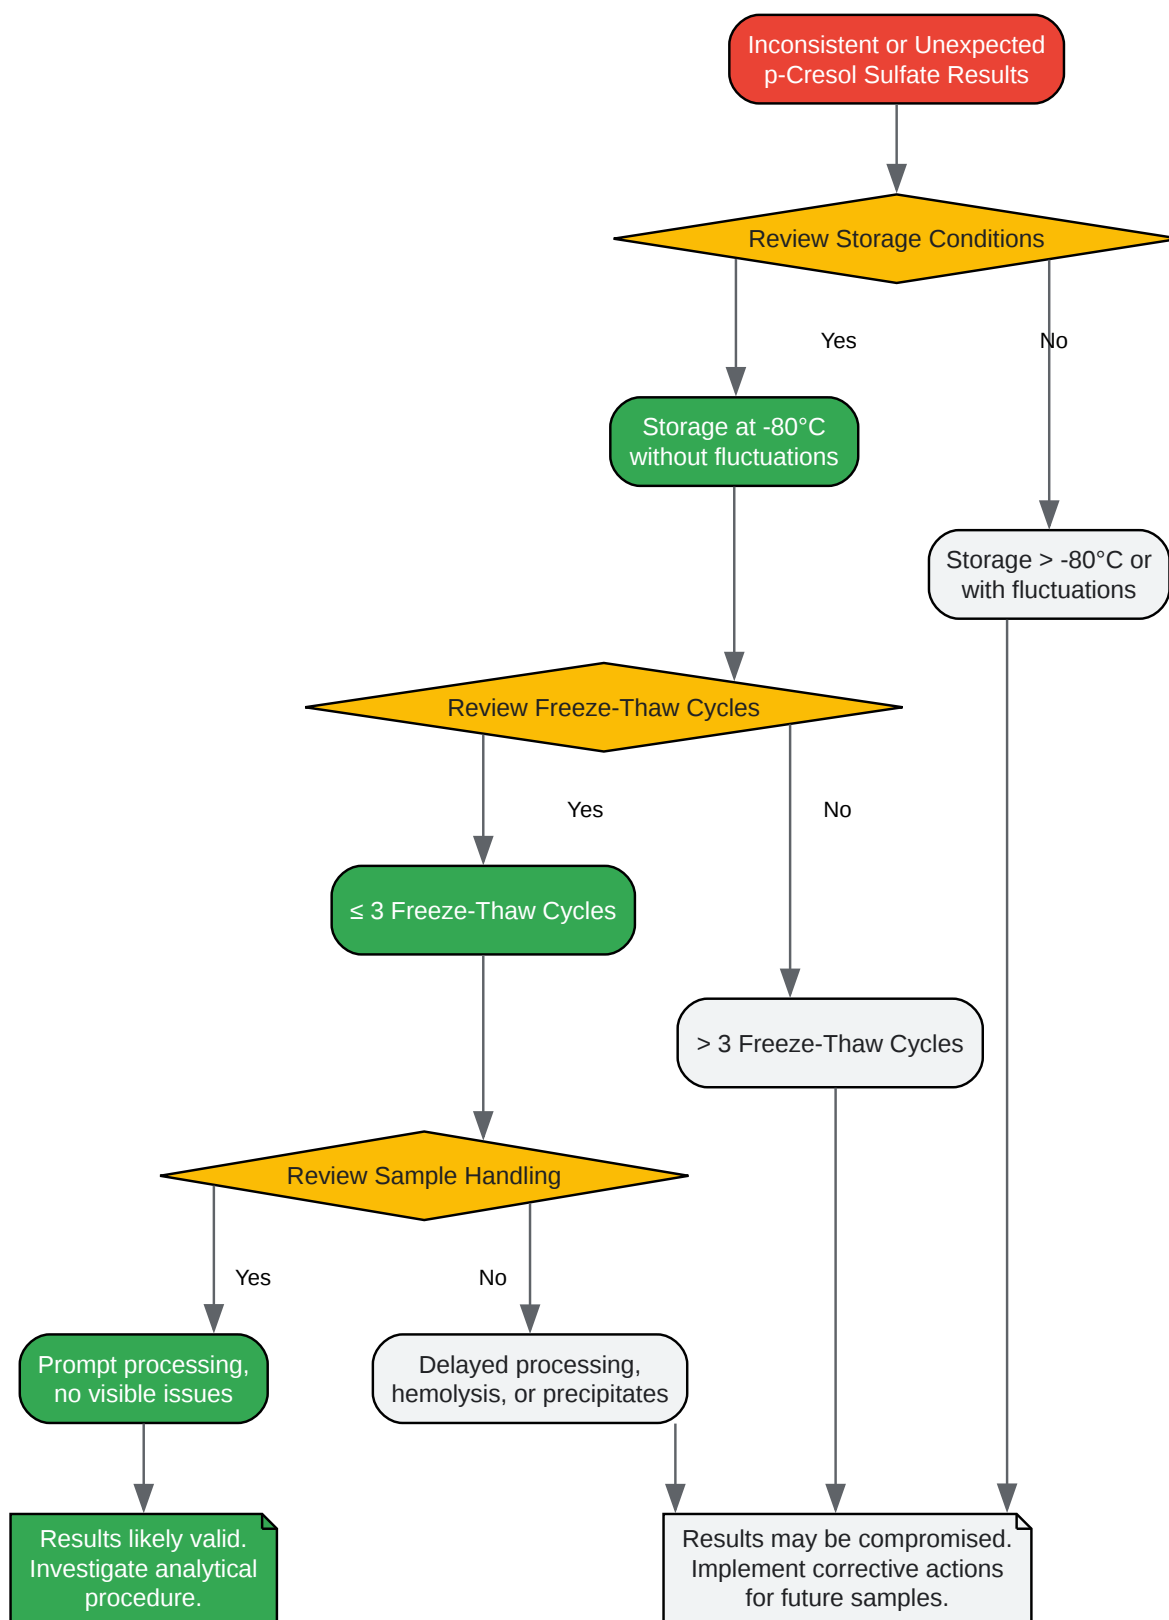 Inconsistent or Unexpected
p-Cresol Sulfate Results
Review Storage Conditions
Yes
No
Storage at -80°C
without fluctuations
Storage > -80°C or
with fluctuations
Review Freeze-Thaw Cycles
Yes
No
≤ 3 Freeze-Thaw Cycles
> 3 Freeze-Thaw Cycles
Review Sample Handling
Yes
No
Prompt processing,
no visible issues
Delayed processing,
hemolysis, or precipitates
Results likely valid.
Investigate analytical
procedure.
Results may be compromised.
Implement corrective actions
for future samples.